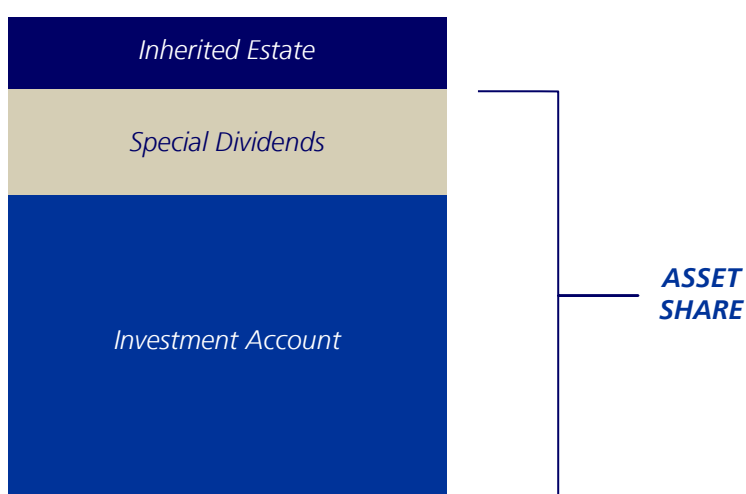 Inherited Estate
Special Dividends
ASSET
SHARE
Investment Account